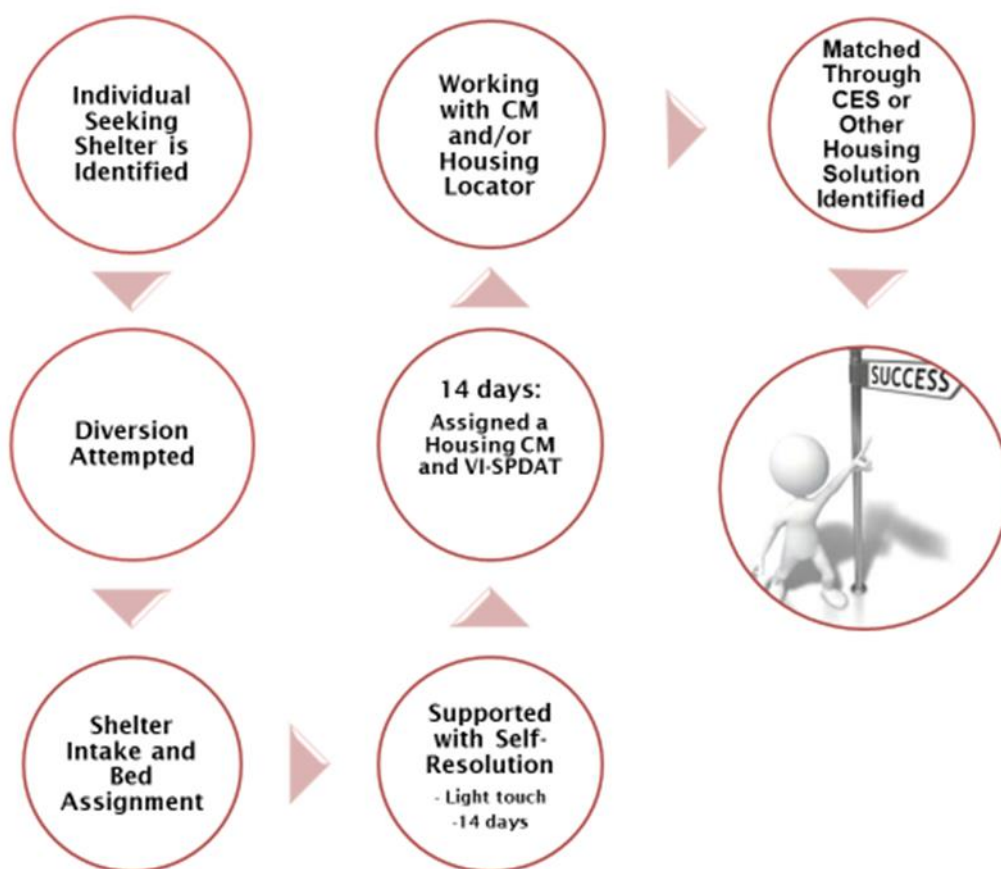 Individual
Seeking
Shelter is
Identified
Diversion
Attempted
Shelter
Intake and
Bed
Assignment
Supported
with Self-
Resolution
- Light touch
-14 days
14 days:
Assigned a
Housing CM
and VI-SPDAT
Working
with CM
and/or
Housing
Locator
Matched
Through
CES or
Other
Housing
Solution
Identified
SUCCESS